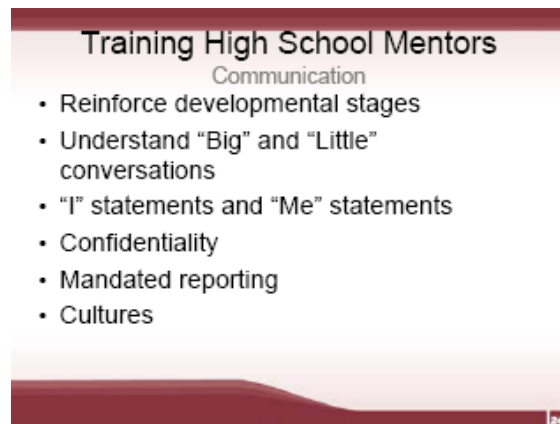 Training High School Mentors
Communication
• Reinforce developmental stages
• Understand “Big” and “Little”
conversations
• “I” statements and “Me” statements
• Confidentiality
• Mandated reporting
• Cultures